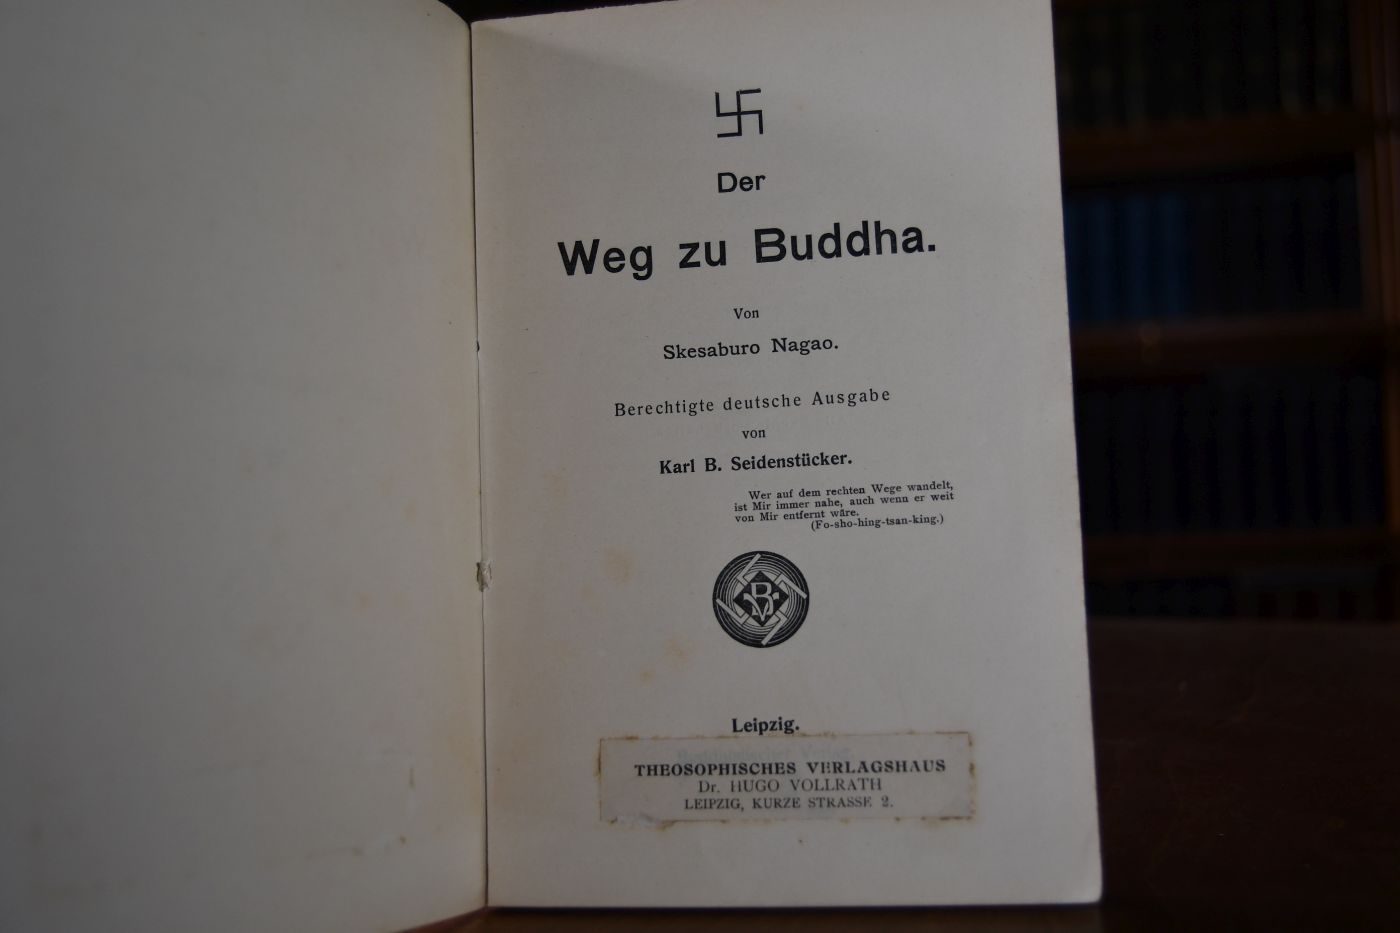 Der
Weg zu Buddha.
Von
Skesaburo Nagao.
Berechtigte deutsche Ausgabe
von
Karl B. Seidenstücker.
Wer auf dem rechten Wege wandelt,
ist Mir immer nahe, auch wenn er weit
von Mir entfernt wäre.
(Fo-sho-hing-tsan-king.)
BV
Leipzig.
THEOSOPHISCHES VERLAGSHAUS
Dr. HUGO VOLLRATH
LEIPZIG, KURZE STRASSE 2.